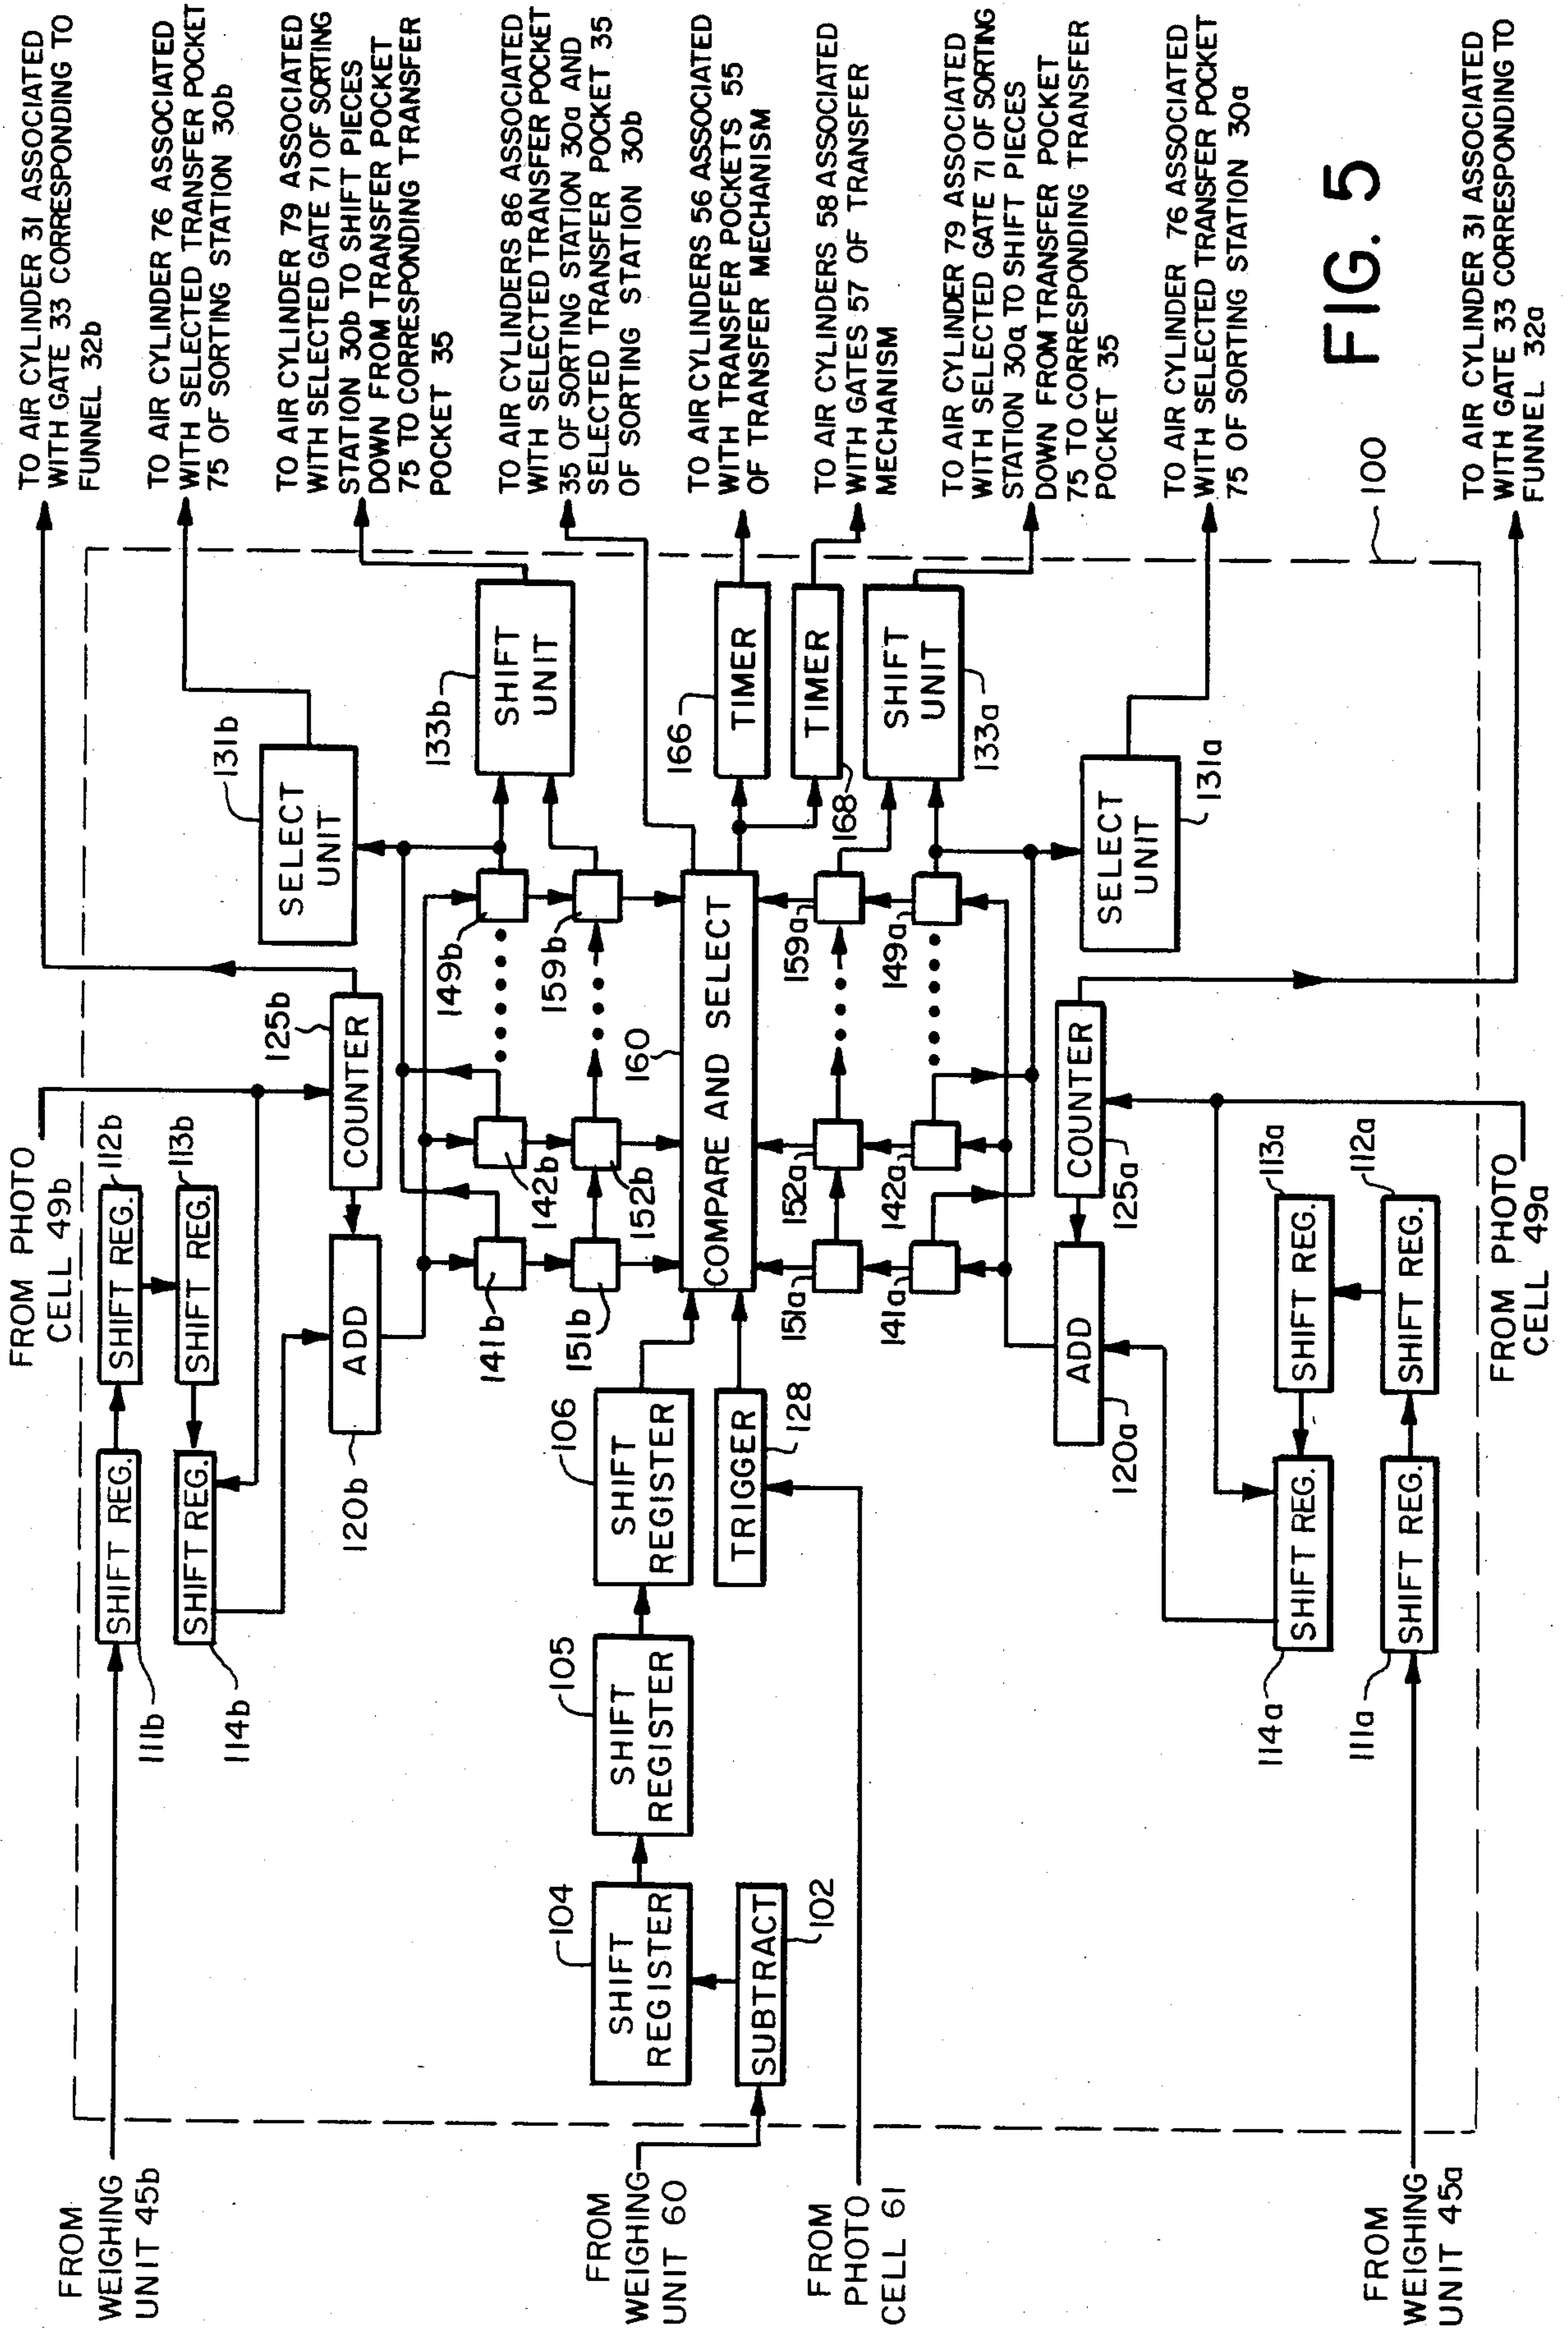 TO AIR CYLINDER 31 ASSOCIATED
WITH GATE 33 CORRESPONDING TO
FUNNEL 32b
TO AIR CYLINDER 76 ASSOCIATED
WITH SELECTED TRANSFER POCKET
75 OF SORTING STATION 30b
TO AIR CYLINDER 79 ASSOCIATED
WITH SELECTED GATE 71 OF SORTING
STATION 30b TO SHIFT PIECES
DOWN FROM TRANSFER POCKET
75 TO CORRESPONDING TRANSFER
POCKET 35
TO AIR CYLINDERS 86 ASSOCIATED
WITH SELECTED TRANSFER POCKET
35 OF SORTING STATION 30a AND
SELECTED TRANSFER POCKET 35
OF SORTING STATION 30b
TO AIR CYLINDERS 56 ASSOCIATED
WITH TRANSFER POCKETS 55
OF TRANSFER MECHANISM
TO AIR CYLINDERS 58 ASSOCIATED
WITH GATES 57 OF TRANSFER
MECHANISM
TO AIR CYLINDER 79 ASSOCIATED
WITH SELECTED GATE 71 OF SORTING
STATION 30a TO SHIFT PIECES
DOWN FROM TRANSFER POCKET
75 TO CORRESPONDING TRANSFER
POCKET 35
TO AIR CYLINDER 76 ASSOCIATED
WITH SELECTED TRANSFER POCKET
75 OF SORTING STATION 30a
TO AIR CYLINDER 31 ASSOCIATED
WITH GATE 33 CORRESPONDING TO
FUNNEL 32a
FIG. 5
100
FROM PHOTO
CELL 49b
FROM
WEIGHING
UNIT 45b
SHIFT REG.
111b
SHIFT REG.
112b
SHIFT REG.
113b
SHIFT REG.
114b
ADD
120b
COUNTER
125b
SELECT
UNIT
131b
SHIFT
UNIT
133b
141b
142b
149b
151b
152b
159b
FROM
WEIGHING
UNIT 60
SUBTRACT
102
SHIFT
REGISTER
104
SHIFT
REGISTER
105
SHIFT
REGISTER
106
TRIGGER
128
FROM
PHOTO
CELL 61
COMPARE AND SELECT
160
TIMER
166
TIMER
168
151a
152a
159a
141a
142a
149a
SHIFT
UNIT
133a
SELECT
UNIT
131a
COUNTER
125a
ADD
120a
SHIFT REG.
113a
SHIFT REG.
114a
SHIFT REG.
112a
SHIFT REG.
111a
FROM
WEIGHING
UNIT 45a
FROM PHOTO
CELL 49a